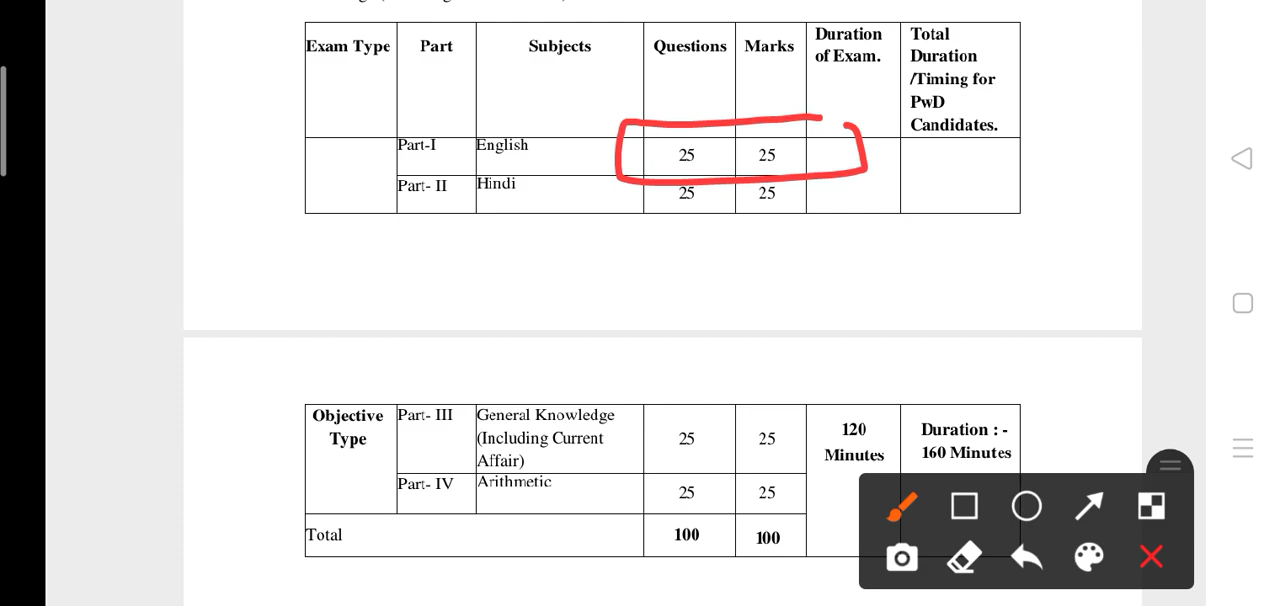 Exam Type Part Subjects Questions Marks Duration of Exam. Total Duration /Timing for PwD Candidates.
Part-I English 25 25
Part- II Hindi 25 25
Objective Type Part- III General Knowledge (Including Current Affair) 25 25 120 Minutes Duration : - 160 Minutes
Part- IV Arithmetic 25 25
Total 100 100